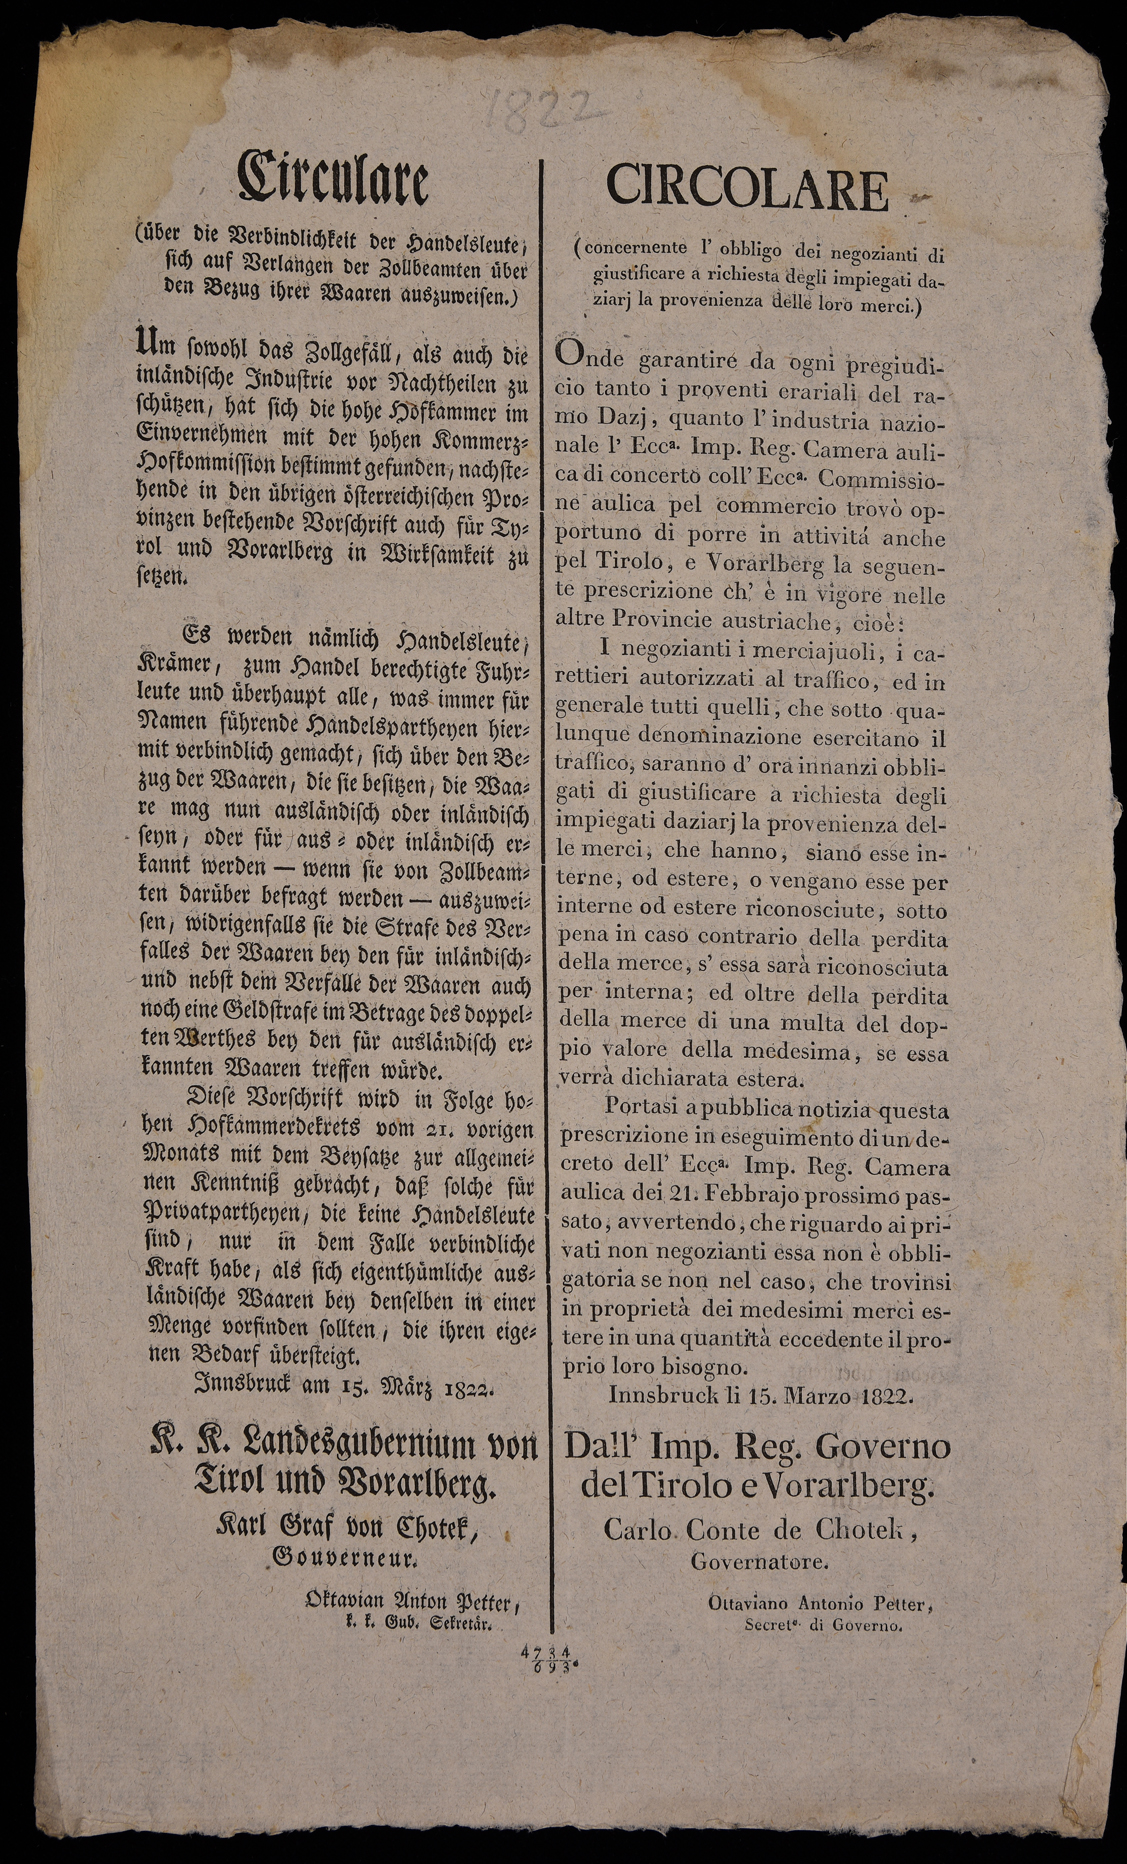 1822
Circulare
(über die Verbindlichkeit der Handelsleute,
sich auf Verlangen der Zollbeamten über
den Bezug ihrer Waaren auszuweisen.)
Um sowohl das Zollgefäll, als auch die
inländische Industrie vor Nachtheilen zu
schützen, hat sich die hohe Hofkammer im
Einvernehmen mit der hohen Kommerz-
Hofkommission bestimmt gefunden, nachste-
hende in den übrigen österreichischen Pro-
vinzen bestehende Vorschrift auch für Ty-
rol und Vorarlberg in Wirksamkeit zu
setzen.
Es werden nämlich Handelsleute,
Krämer, zum Handel berechtigte Fuhr-
leute und überhaupt alle, was immer für
Namen führende Handelspartheyen hier-
mit verbindlich gemacht, sich über den Be-
zug der Waaren, die sie besitzen, die Waa-
re mag nun ausländisch oder inländisch
seyn, oder für aus- oder inländisch er-
kannt werden — wenn sie von Zollbeam-
ten darüber befragt werden — auszuwei-
sen, widrigenfalls sie die Strafe des Ver-
falles der Waaren bey den für inländisch-
und nebst dem Verfalle der Waaren auch
noch eine Geldstrafe im Betrage des doppel-
ten Werthes bey den für ausländisch er-
kannten Waaren treffen würde.
Diese Vorschrift wird in Folge ho-
hen Hofkammerdekrets vom 21. vorigen
Monats mit dem Beysatze zur allgemei-
nen Kenntniß gebracht, daß solche für
Privatpartheyen, die keine Handelsleute
sind, nur in dem Falle verbindliche
Kraft habe, als sich eigenthümliche aus-
ländische Waaren bey denselben in einer
Menge vorfinden sollten, die ihren eige-
nen Bedarf übersteigt.
Innsbruck am 15. März 1822.
K. K. Landesgubernium von
Tirol und Vorarlberg.
Karl Graf von Chotek,
Gouverneur.
Oktavian Anton Petter,
k. k. Gub. Sekretär.
CIRCOLARE
(concernente l' obbligo dei negozianti di
giustificare a richiesta degli impiegati da-
ziarj la provenienza delle loro merci.)
Onde garantire da ogni pregiudi-
cio tanto i proventi erariali del ra-
mo Dazj, quanto l' industria nazio-
nale l' Ecca. Imp. Reg. Camera auli-
ca di concerto coll' Ecca. Commissio-
ne aulica pel commercio trovò op-
portuno di porre in attivitá anche
pel Tirolo, e Vorarlberg la seguen-
te prescrizione ch' è in vigore nelle
altre Provincie austriache, cioè:
I negozianti i merciajuoli, i ca-
rettieri autorizzati al traffico, ed in
generale tutti quelli, che sotto qua-
lunque denominazione esercitano il
traffico, saranno d' ora innanzi obbli-
gati di giustificare a richiesta degli
impiegati daziarj la provenienza del-
le merci, che hanno, siano esse in-
terne, od estere, o vengano esse per
interne od estere riconosciute, sotto
pena in caso contrario della perdita
della merce, s' essa sarà riconosciuta
per interna; ed oltre della perdita
della merce di una multa del dop-
pio valore della medesima, se essa
verrà dichiarata estera.
Portasi a pubblica notizia questa
prescrizione in eseguimento di un de-
creto dell' Ecca. Imp. Reg. Camera
aulica dei 21. Febbrajo prossimo pas-
sato, avvertendo, che riguardo ai pri-
vati non negozianti essa non è obbli-
gatoria se non nel caso, che trovinsi
in proprietà dei medesimi merci es-
tere in una quantità eccedente il pro-
prio loro bisogno.
Innsbruck li 15. Marzo 1822.
Dall' Imp. Reg. Governo
del Tirolo e Vorarlberg.
Carlo Conte de Chotek,
Governatore.
Ottaviano Antonio Petter,
Secreto. di Governo.
4734
693.